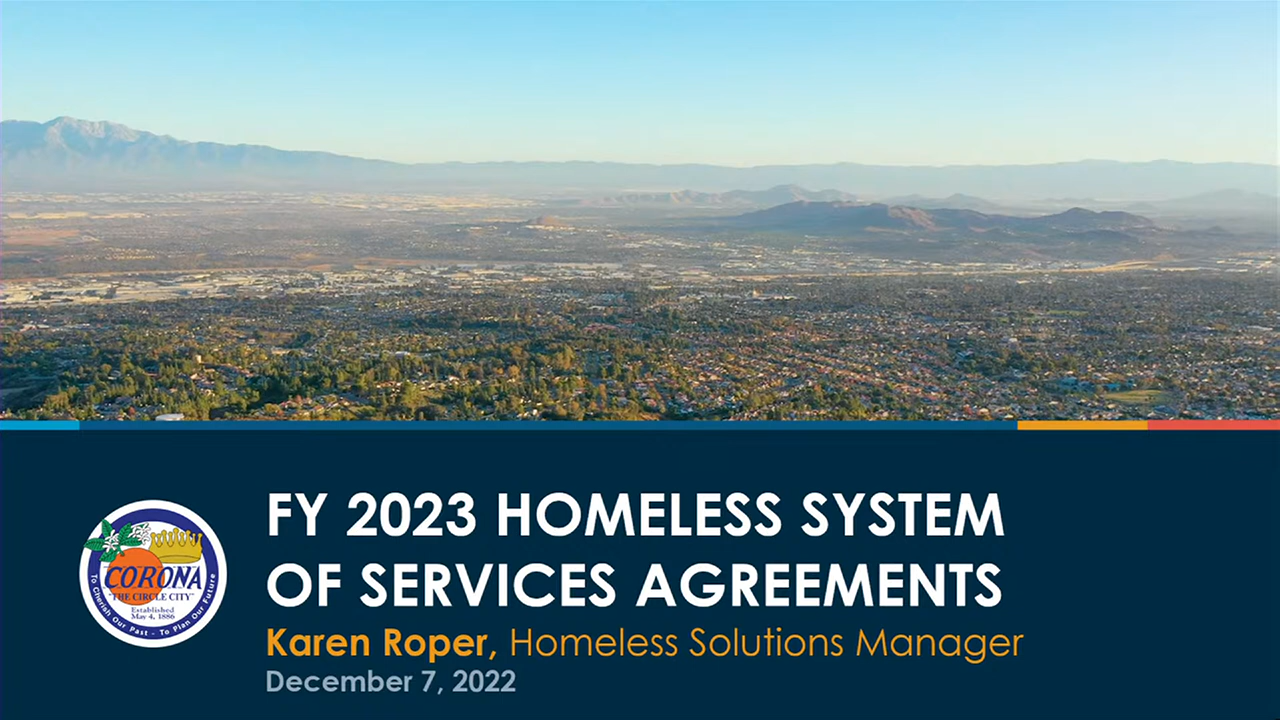 FY 2023 HOMELESS SYSTEM
OF SERVICES AGREEMENTS
Karen Roper, Homeless Solutions Manager
December 7, 2022
CORONA
"THE CIRCLE CITY"
Established
May 4, 1886
To Cherish Our Past - To Plan Our Future